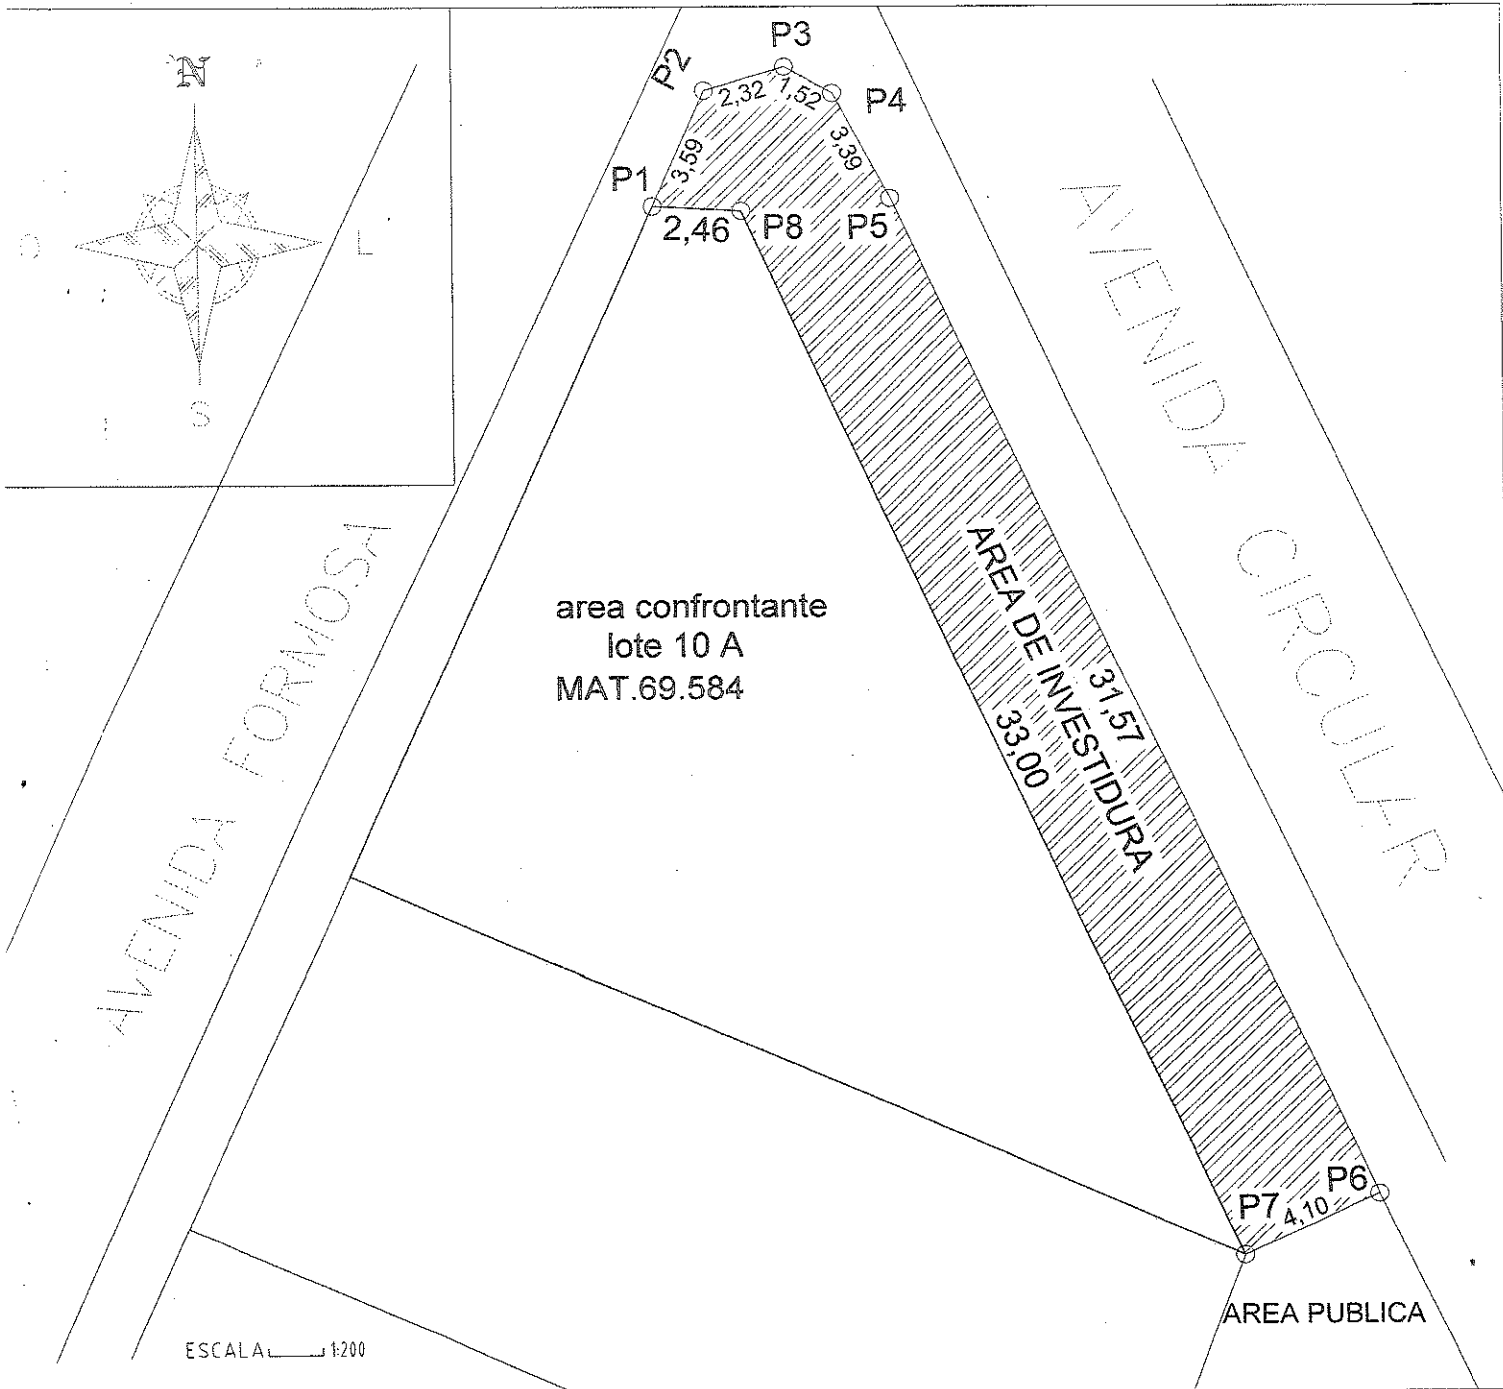 N
O
L
S
P3
P2
2,32
1,52
P4
3,59
3,39
P1
2,46
P8
P5
AVENIDA CIRCULAR
AVENIDA FORMOSA
area confrontante
lote 10 A
MAT.69.584
AREA DE INVESTIDURA
31,57
33,00
P6
P7
4,10
AREA PUBLICA
ESCALA 1:200